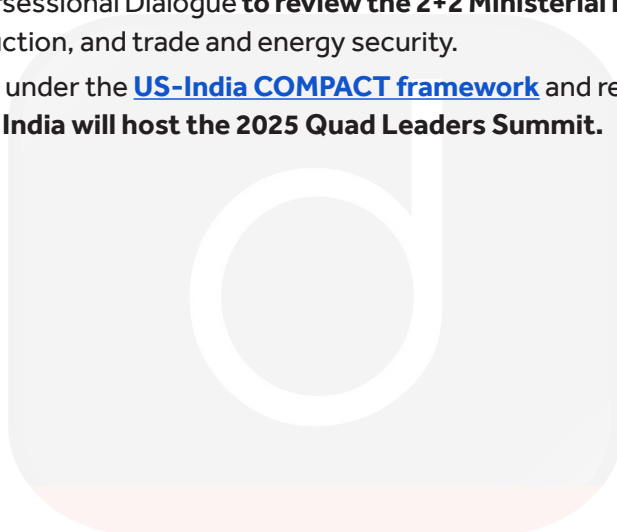 sessional Dialogue to review the 2+2 Ministerial
uction, and trade and energy security.
under the US-India COMPACT framework and re
India will host the 2025 Quad Leaders Summit.